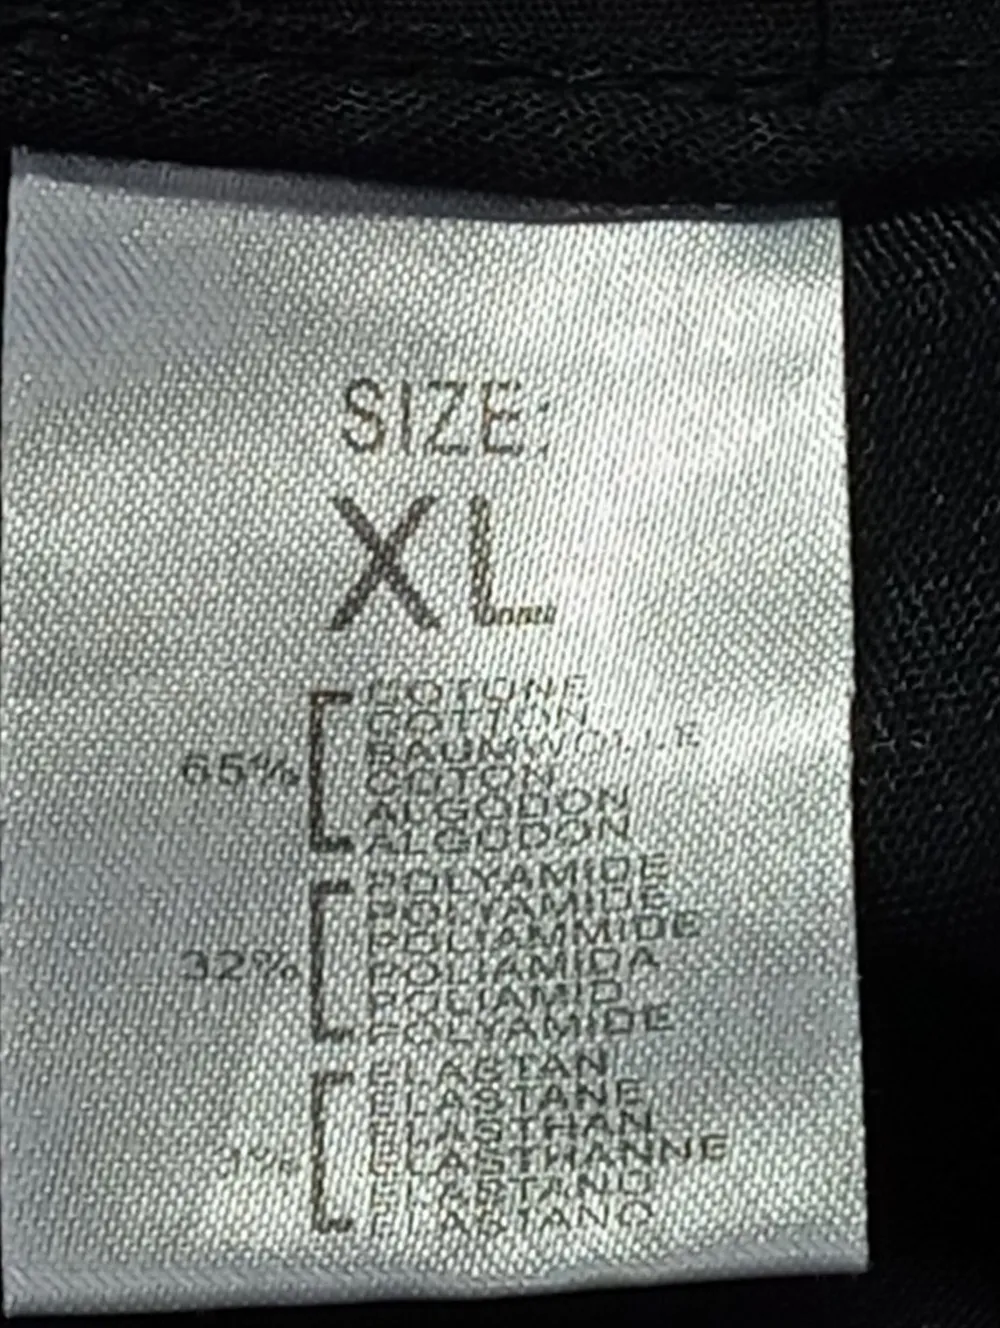 SIZE:
XL
65%
COTONE
COTTON
BAUMWOLLE
COTON
ALGODON
ALGODON
32%
POLYAMIDE
POLYAMIDE
POLIAMMIDE
POLIAMIDA
POLIAMID
POLYAMIDE
3%
ELASTAN
ELASTANE
ELASTHAN
ELASTHANNE
ELASTANO
ELASTANO